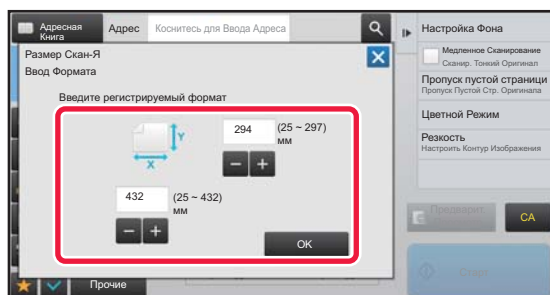 Адресная
Книга
Адрес
Коснитесь для Ввода Адреса
Настройка Фона
Размер Скан-Я
Ввод Формата
Медленное Сканирование
Сканир. Тонкий Оригинал
Введите регистрируемый формат
Пропуск пустой страници
Пропуск Пустой Стр. Оригинала
Цветной Режим
Y
294
(25 ~ 297)
мм
Резкость
Настроить Контур Изображения
X
− +
432
(25 ~ 432)
мм
− +
OK
Предварит.
CA
Прочие
Старт